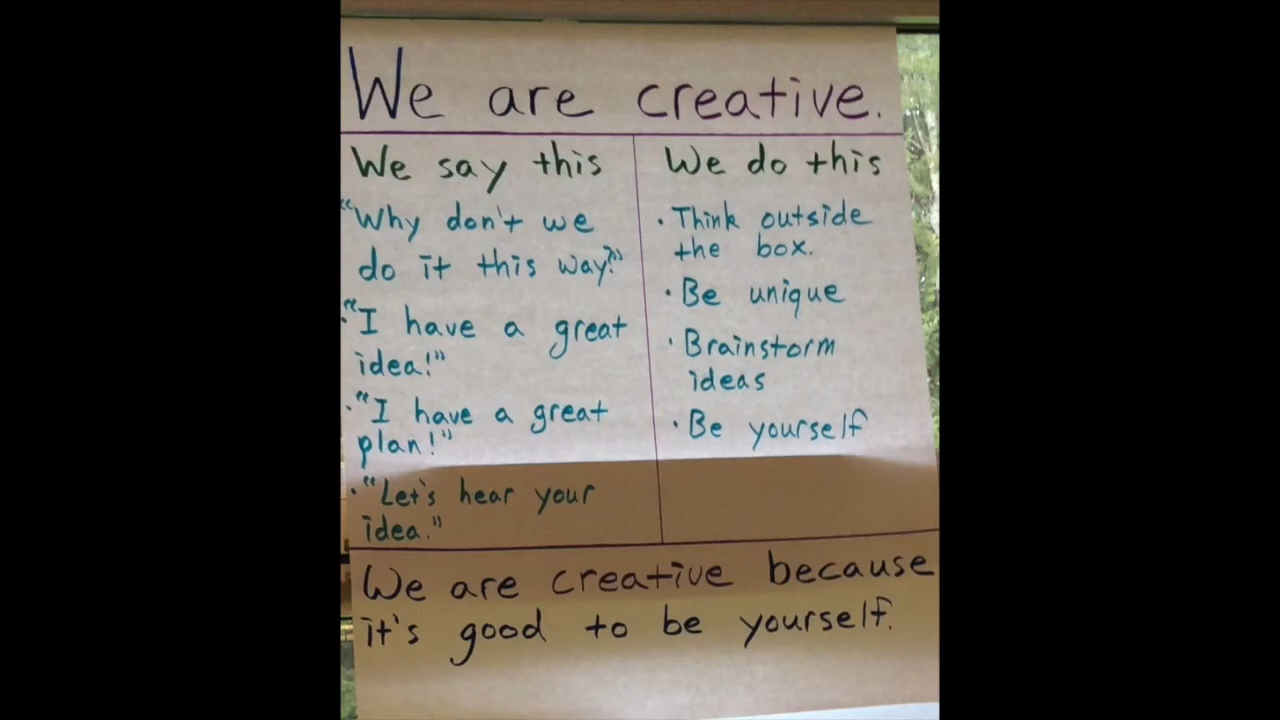 We are creative.
We say this
"Why don't we
do it this way?"
· "I have a great
idea!"
· "I have a great
plan!"
· "Let's hear your
idea."
We do this
· Think outside
the box.
· Be unique
· Brainstorm
ideas
· Be yourself
We are creative because
it's good to be yourself.